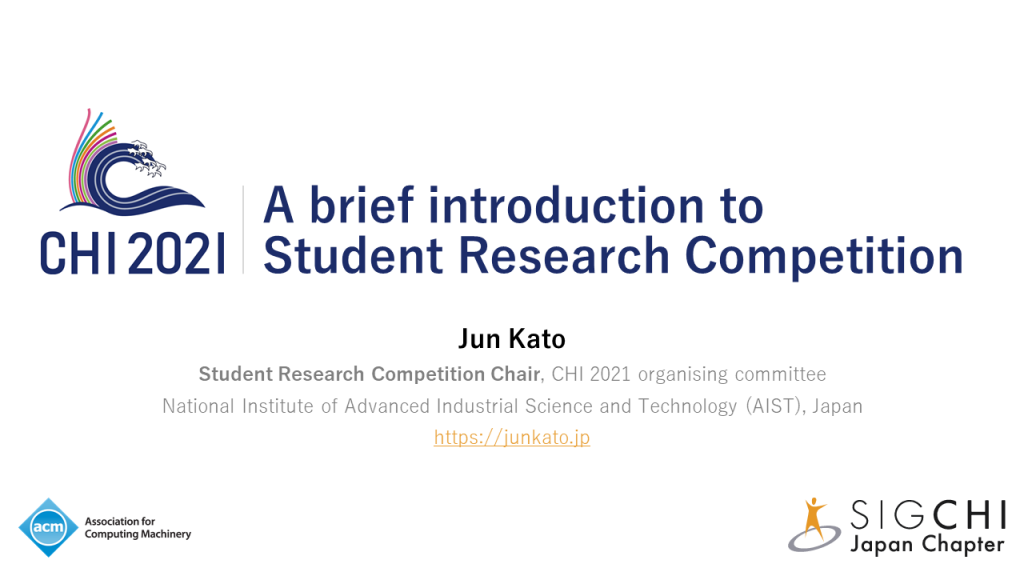 CHI 2021
A brief introduction to
Student Research Competition
Jun Kato
Student Research Competition Chair, CHI 2021 organising committee
National Institute of Advanced Industrial Science and Technology (AIST), Japan
https://junkato.jp
acm
Association for
Computing Machinery
SIGCHI
Japan Chapter